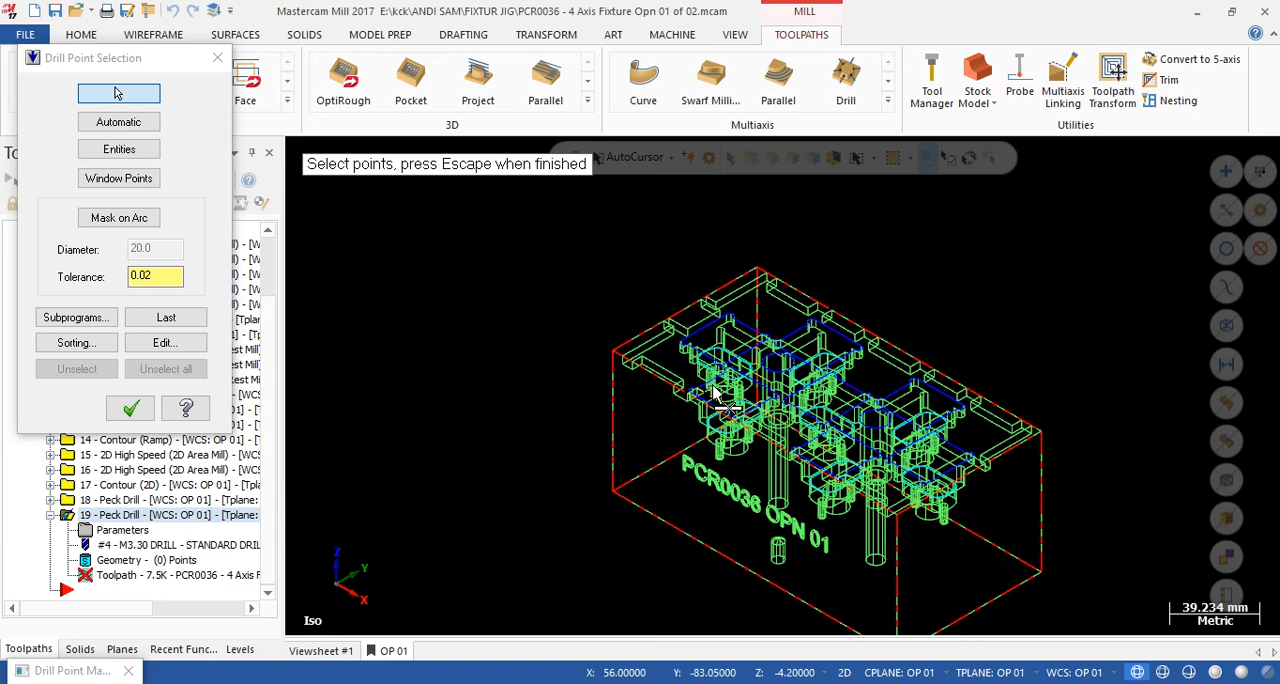 Mastercam Mill 2017 E:\kck\ANDI SAM\FIXTUR JIG\PCR0036 - 4 Axis Fixture Opn 01 of 02.mcam
MILL
FILE HOME WIREFRAME SURFACES SOLIDS MODEL PREP DRAFTING TRANSFORM ART MACHINE VIEW TOOLPATHS
Drill Point Selection
Face
OptiRough Pocket Project Parallel
3D
Curve Swarf Milli... Parallel Drill
Multiaxis
Tool Manager
Stock Model
Probe
Multiaxis Linking
Toolpath Transform
Convert to 5-axis
Trim
Nesting
Utilities
Automatic
Entities
Window Points
Mask on Arc
Diameter: 20.0
Tolerance: 0.02
Subprograms... Last
Sorting... Edit...
Unselect Unselect all
Select points, press Escape when finished
AutoCursor
14 - Contour (Ramp) - [WCS: OP 01] - [T
15 - 2D High Speed (2D Area Mill) - [WCS
16 - 2D High Speed (2D Area Mill) - [WCS
17 - Contour (2D) - [WCS: OP 01] - [Tpla
18 - Peck Drill - [WCS: OP 01] - [Tplane:
19 - Peck Drill - [WCS: OP 01] - [Tplane:
Parameters
#4 - M3.30 DRILL - STANDARD DRIL
Geometry - (0) Points
Toolpath - 7.5K - PCR0036 - 4 Axis F
PCR0036 OPN 01
Z
Y
X
Iso
39.234 mm
Metric
Toolpaths Solids Planes Recent Func... Levels
Viewsheet #1 OP 01
Drill Point Ma...
X: 56.00000 Y: -83.05000 Z: -4.20000 2D CPLANE: OP 01 TPLANE: OP 01 WCS: OP 01